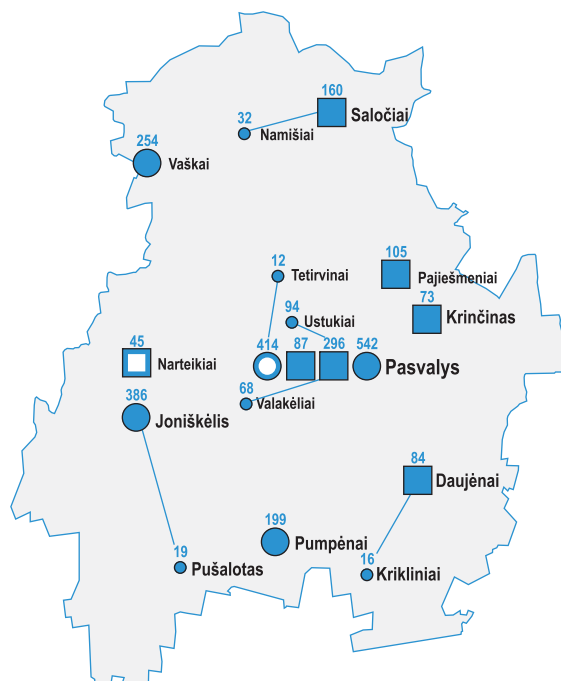 160
Saločiai
32
Namišiai
254
Vaškai
12
Tetirvinai
105
Pajiešmeniai
94
Ustukiai
73
Krinčinas
45
Narteikiai
414
87
296
542
Pasvalys
386
Joniškėlis
68
Valakėliai
84
Daujėnai
199
Pumpėnai
19
Pušalotas
16
Krikliniai